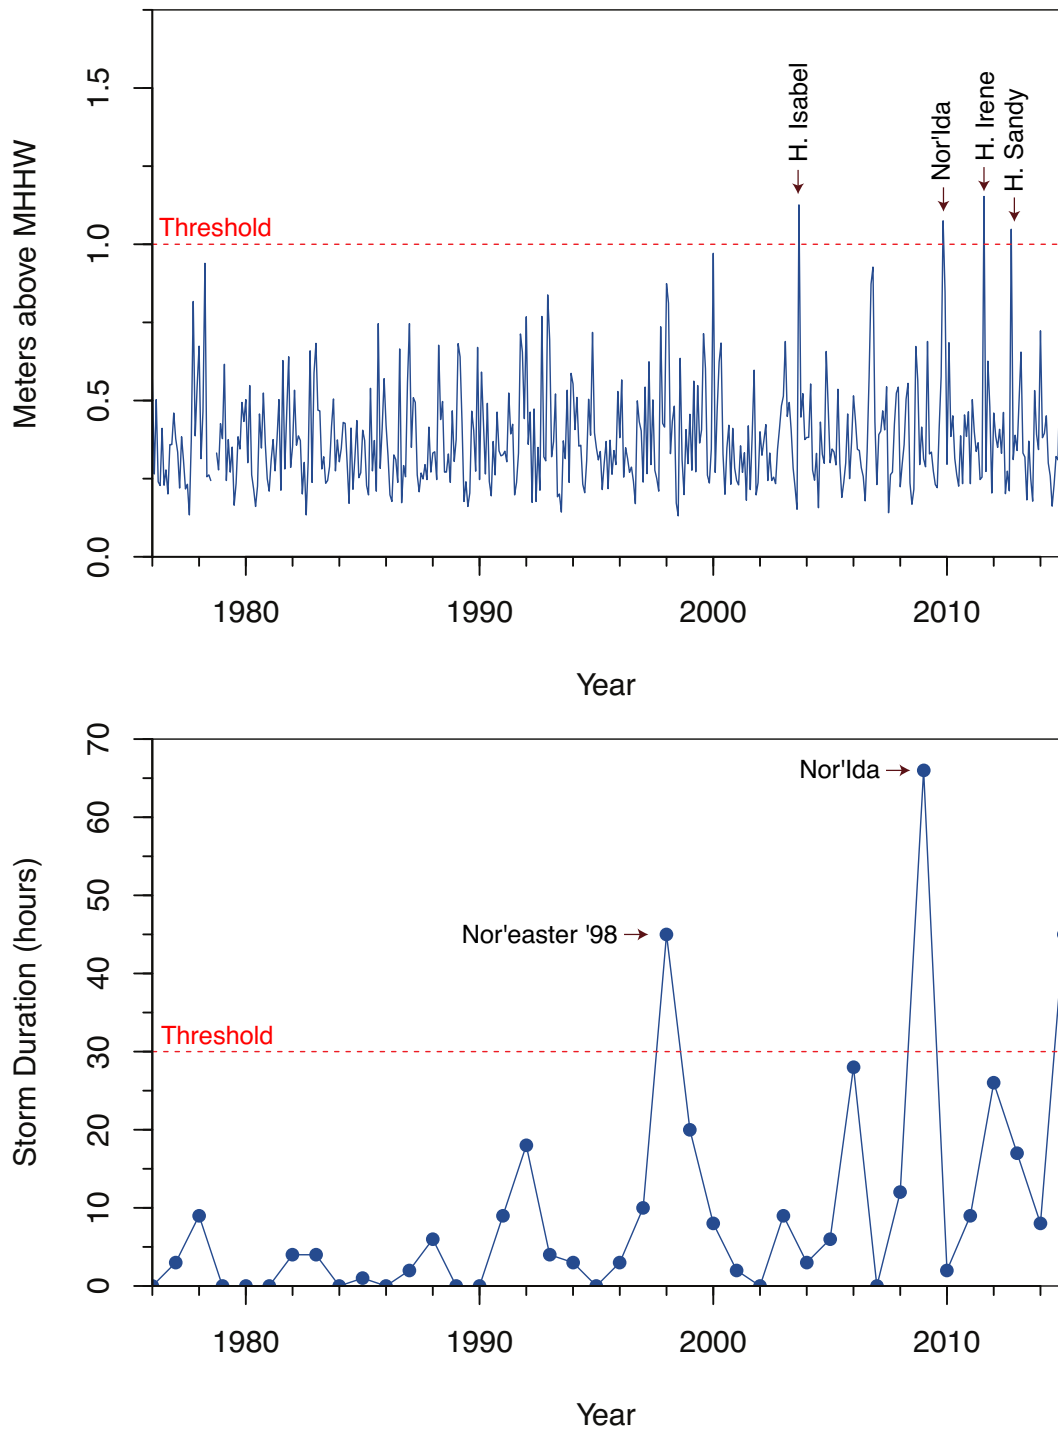 Meters above MHHW
0.0
0.5
1.0
1.5
Threshold
H. Isabel
Nor'Ida
H. Irene
H. Sandy
1980
1990
2000
2010
Year
Storm Duration (hours)
0
10
20
30
40
50
60
70
Threshold
Nor'easter '98
Nor'Ida
1980
1990
2000
2010
Year